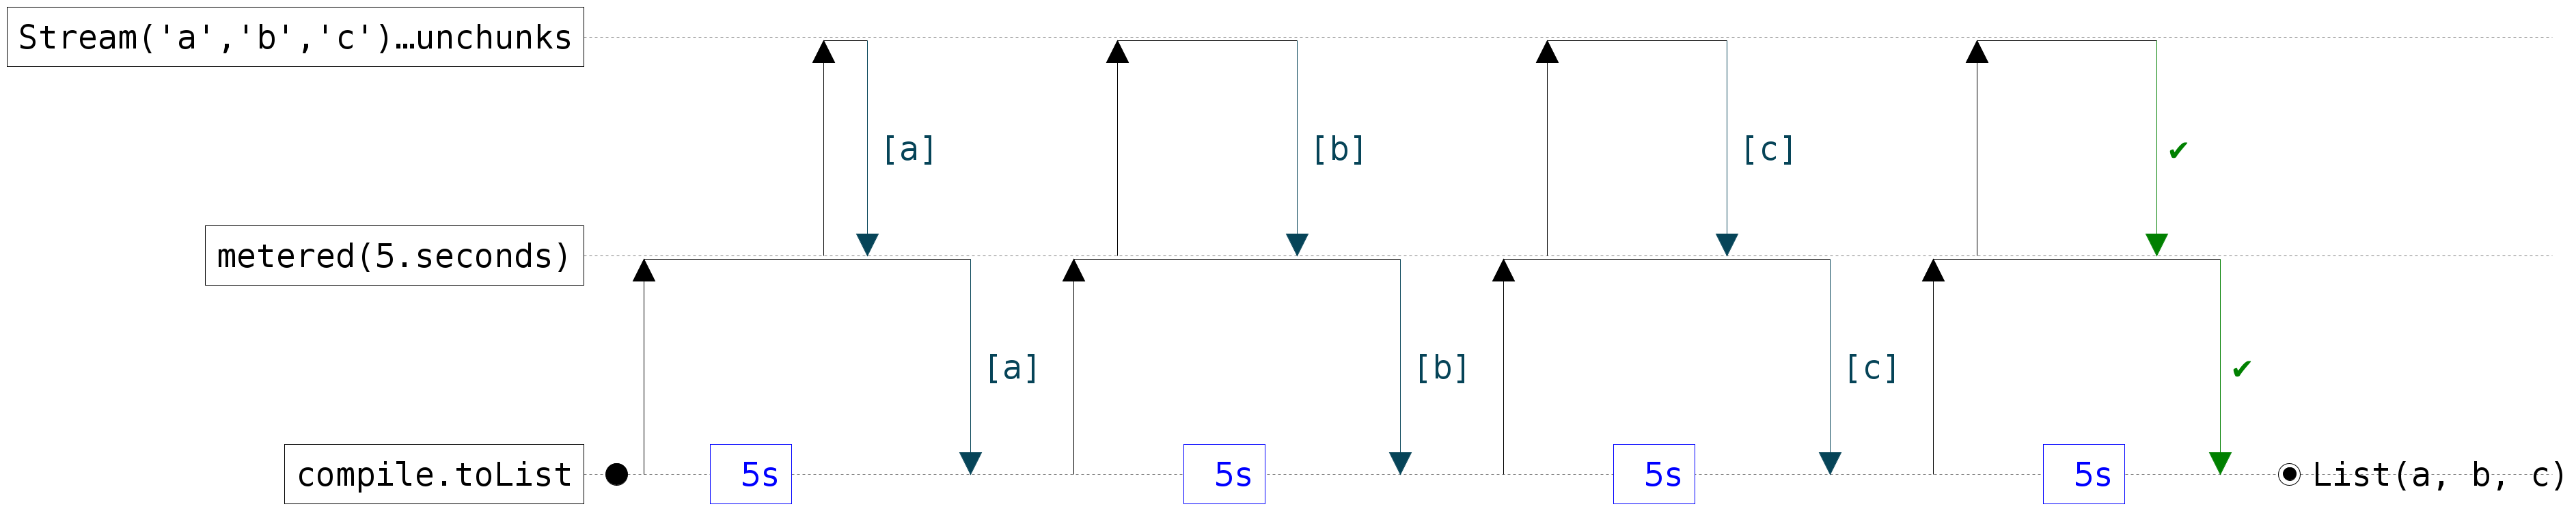 Stream('a','b','c')…unchunks
[a]
[b]
[c]
✔
metered(5.seconds)
[a]
[b]
[c]
✔
compile.toList
5s
5s
5s
5s
List(a, b, c)